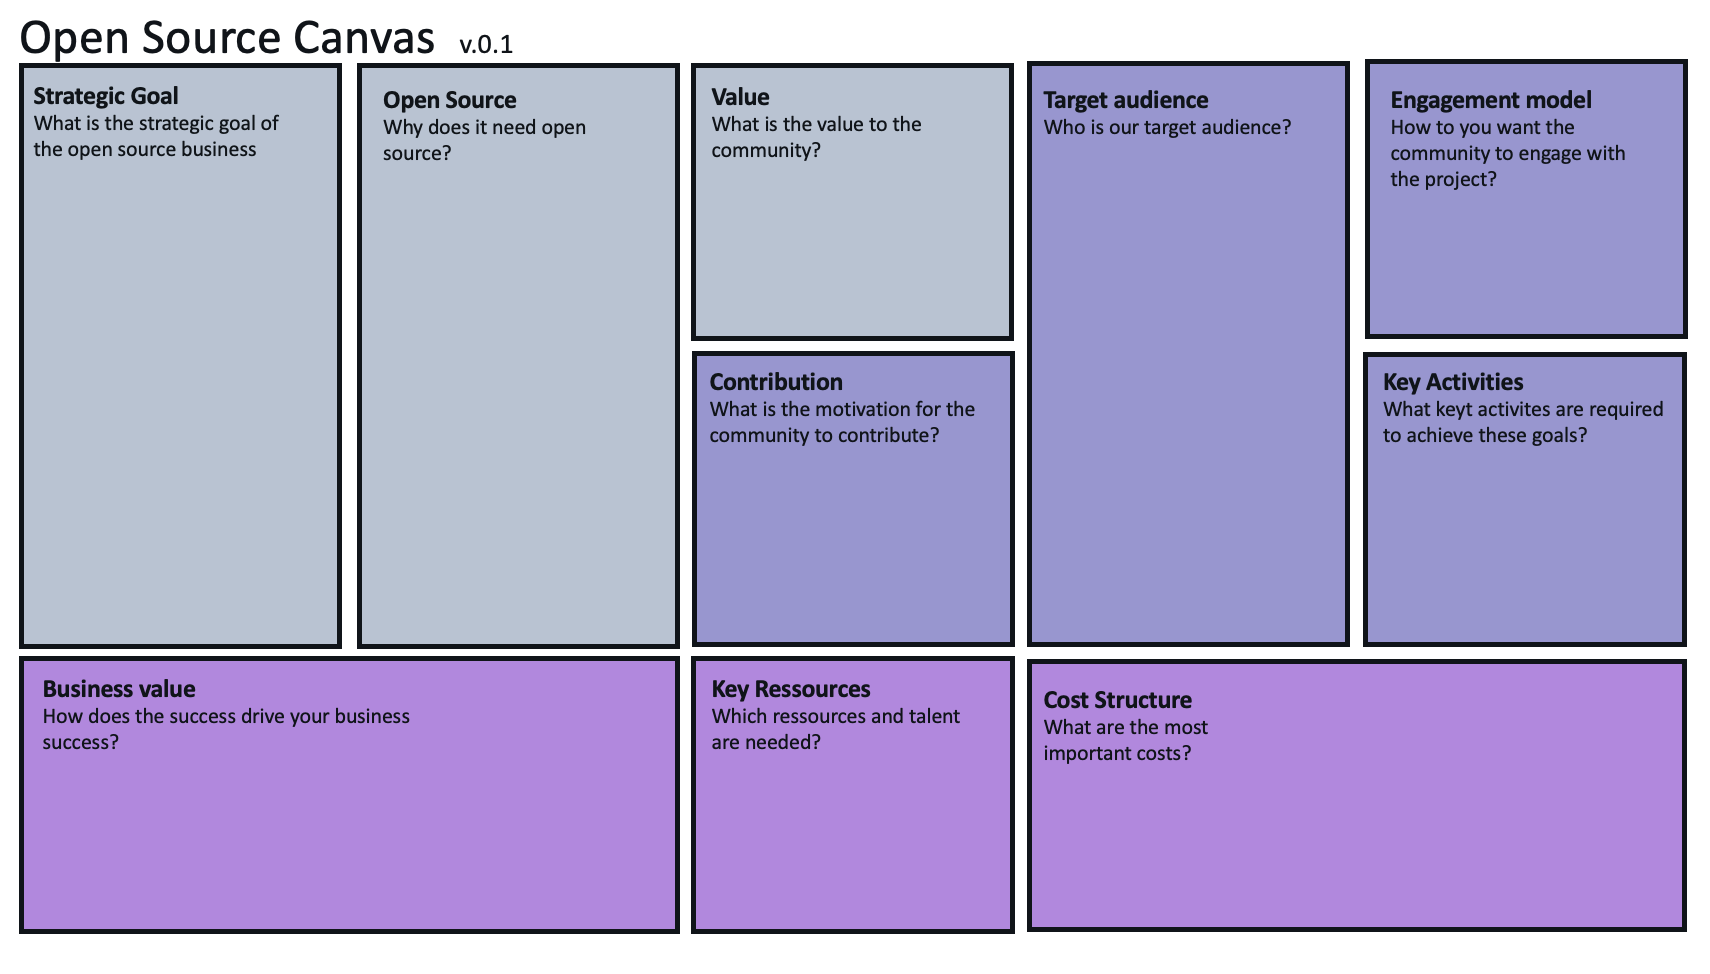 Open Source Canvas v.0.1
Strategic Goal
What is the strategic goal of
the open source business
Open Source
Why does it need open
source?
Value
What is the value to the
community?
Contribution
What is the motivation for the
community to contribute?
Target audience
Who is our target audience?
Engagement model
How to you want the
community to engage with
the project?
Key Activities
What keyt activites are required
to achieve these goals?
Business value
How does the success drive your business
success?
Key Ressources
Which ressources and talent
are needed?
Cost Structure
What are the most
important costs?